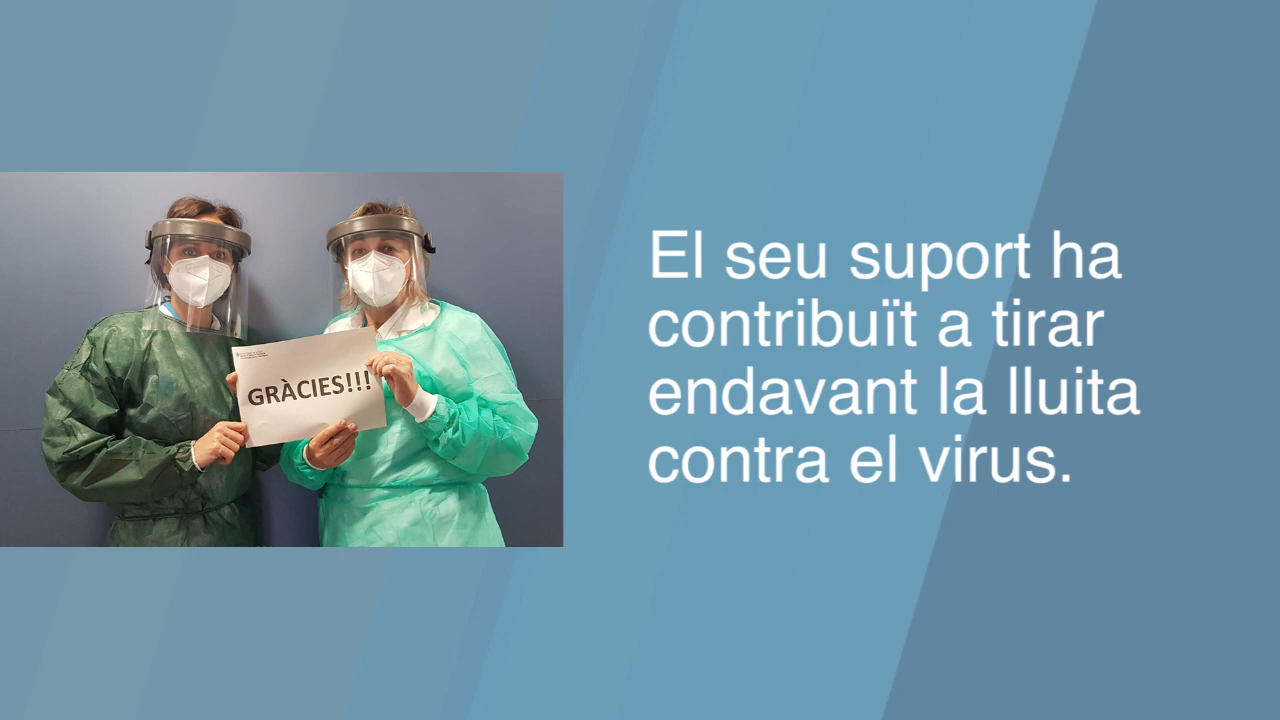 GRÀCIES!!!
El seu suport ha
contribuït a tirar
endavant la lluita
contra el virus.